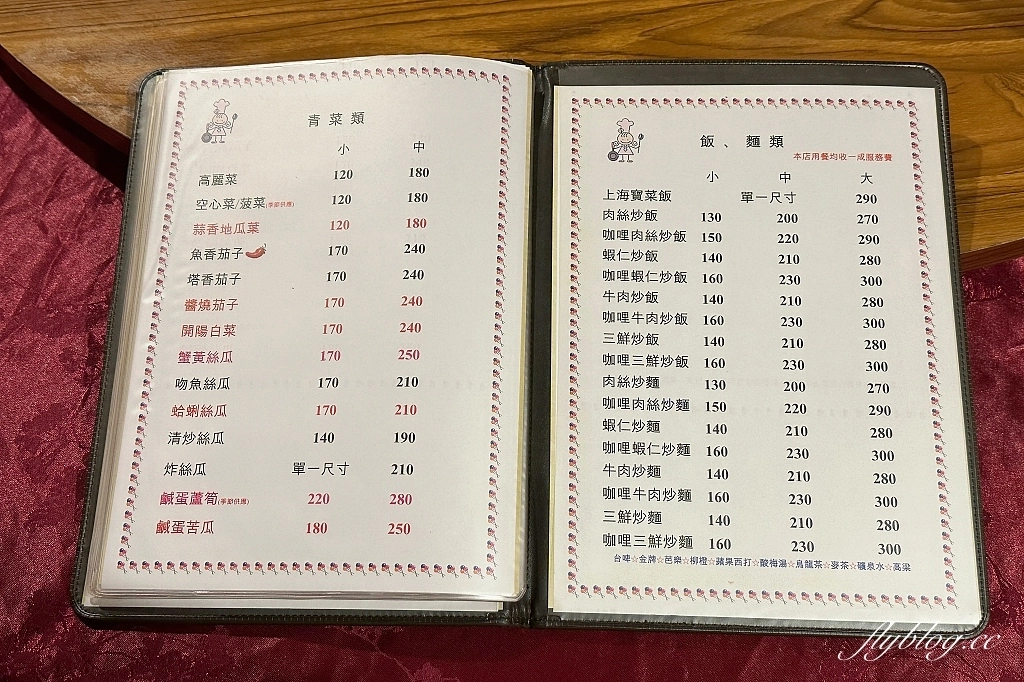 青菜類
小 中
高麗菜 120 180
空心菜/菠菜(季節供應) 120 180
蒜香地瓜葉 120 180
魚香茄子 170 240
塔香茄子 170 240
醬燒茄子 170 240
開陽白菜 170 240
蟹黃絲瓜 170 250
吻魚絲瓜 170 210
蛤蜊絲瓜 170 210
清炒絲瓜 140 190
炸絲瓜 單一尺寸 210
鹹蛋蘆筍(季節供應) 220 280
鹹蛋苦瓜 180 250
飯、麵類
本店用餐均收一成服務費
小 中 大
上海寶菜飯 單一尺寸 290
肉絲炒飯 130 200 270
咖哩肉絲炒飯 150 220 290
蝦仁炒飯 140 210 280
咖哩蝦仁炒飯 160 230 300
牛肉炒飯 140 210 280
咖哩牛肉炒飯 160 230 300
三鮮炒飯 140 210 280
咖哩三鮮炒飯 160 230 300
肉絲炒麵 130 200 270
咖哩肉絲炒麵 150 220 290
蝦仁炒麵 140 210 280
咖哩蝦仁炒麵 160 230 300
牛肉炒麵 140 210 280
咖哩牛肉炒麵 160 230 300
三鮮炒麵 140 210 280
咖哩三鮮炒麵 160 230 300
台啤☆金牌☆芭樂☆柳橙☆蘋果西打☆酸梅湯☆烏龍茶☆麥茶☆礦泉水☆高梁
flyblog.cc